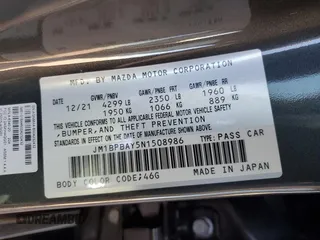 MFD. BY MAZDA MOTOR CORPORATION
GVWR/PNBV GAWR/PNBE FR GAWR/PNBE RR
12/21 4299 LB 2350 LB 1960 LB
1950 KG 1066 KG 889 KG
THIS VEHICLE CONFORMS TO ALL APPLICABLE
FEDERAL MOTOR VEHICLE SAFETY
,BUMPER,AND THEFT PREVENTION
STANDARDS IN EFFECT ON THE DATE OF
MANUFACTURE SHOWN ABOVE.
JM1BPBAY5N1508986 TYPE:PASS CAR
MADE IN JAPAN
BODY COLOR CODE:46G